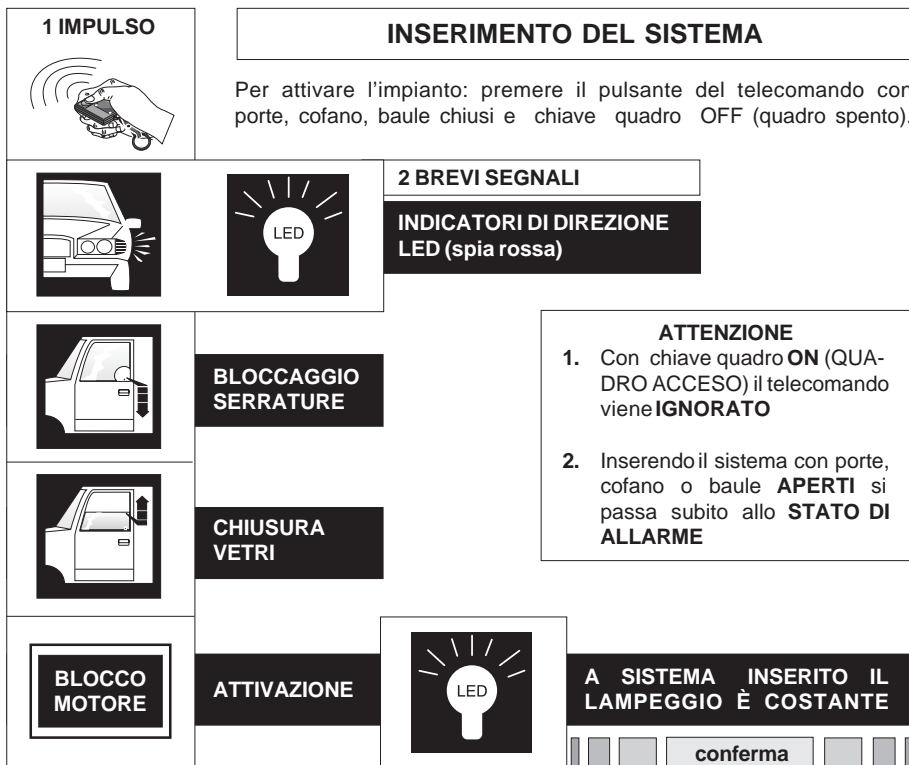 1 IMPULSO
INSERIMENTO DEL SISTEMA
Per attivare l'impianto: premere il pulsante del telecomando con
porte, cofano, baule chiusi e chiave quadro OFF (quadro spento).
LED
2 BREVI SEGNALI
INDICATORI DI DIREZIONE
LED (spia rossa)
BLOCCAGGIO
SERRATURE
ATTENZIONE
1. Con chiave quadro ON (QUA-
DRO ACCESO) il telecomando
viene IGNORATO
2. Inserendo il sistema con porte,
cofano o baule APERTI si
passa subito allo STATO DI
ALLARME
CHIUSURA
VETRI
BLOCCO
MOTORE
ATTIVAZIONE
LED
A SISTEMA INSERITO IL
LAMPEGGIO È COSTANTE
conferma